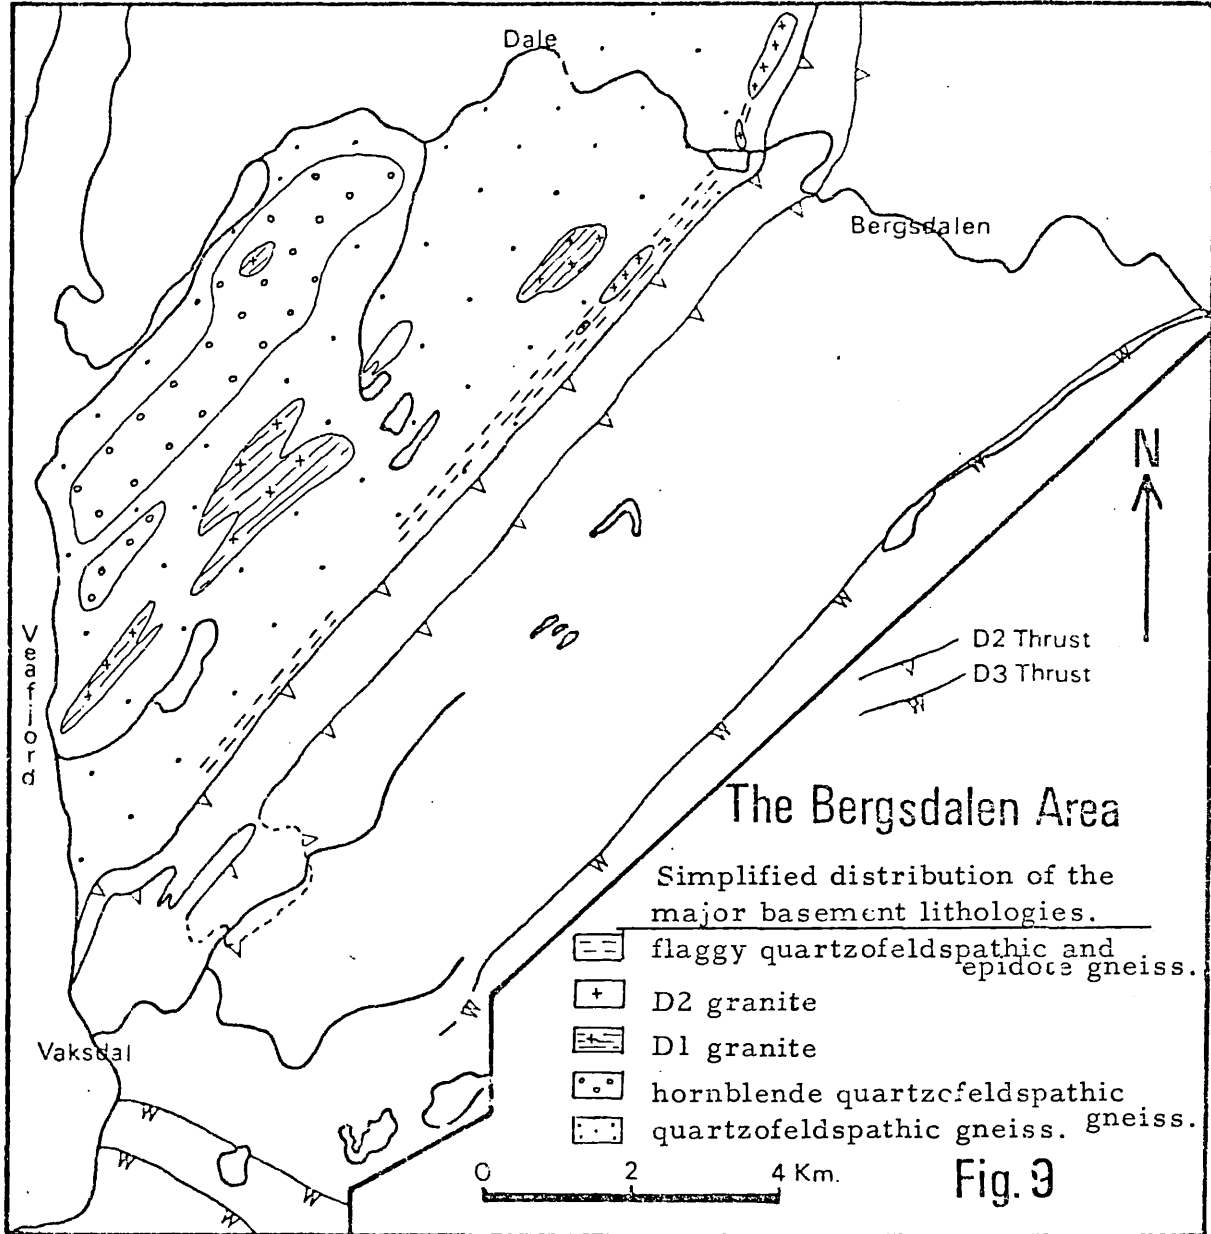 Dale
Bergsdalen
N
Veafjord
D2 Thrust
D3 Thrust
The Bergsdalen Area
Simplified distribution of the
major basement lithologies.
flaggy quartzofeldspathic and
epidote gneiss.
D2 granite
D1 granite
hornblende quartzofeldspathic
gneiss.
quartzofeldspathic gneiss.
Vaksdal
0 2 4 Km.
Fig. 9